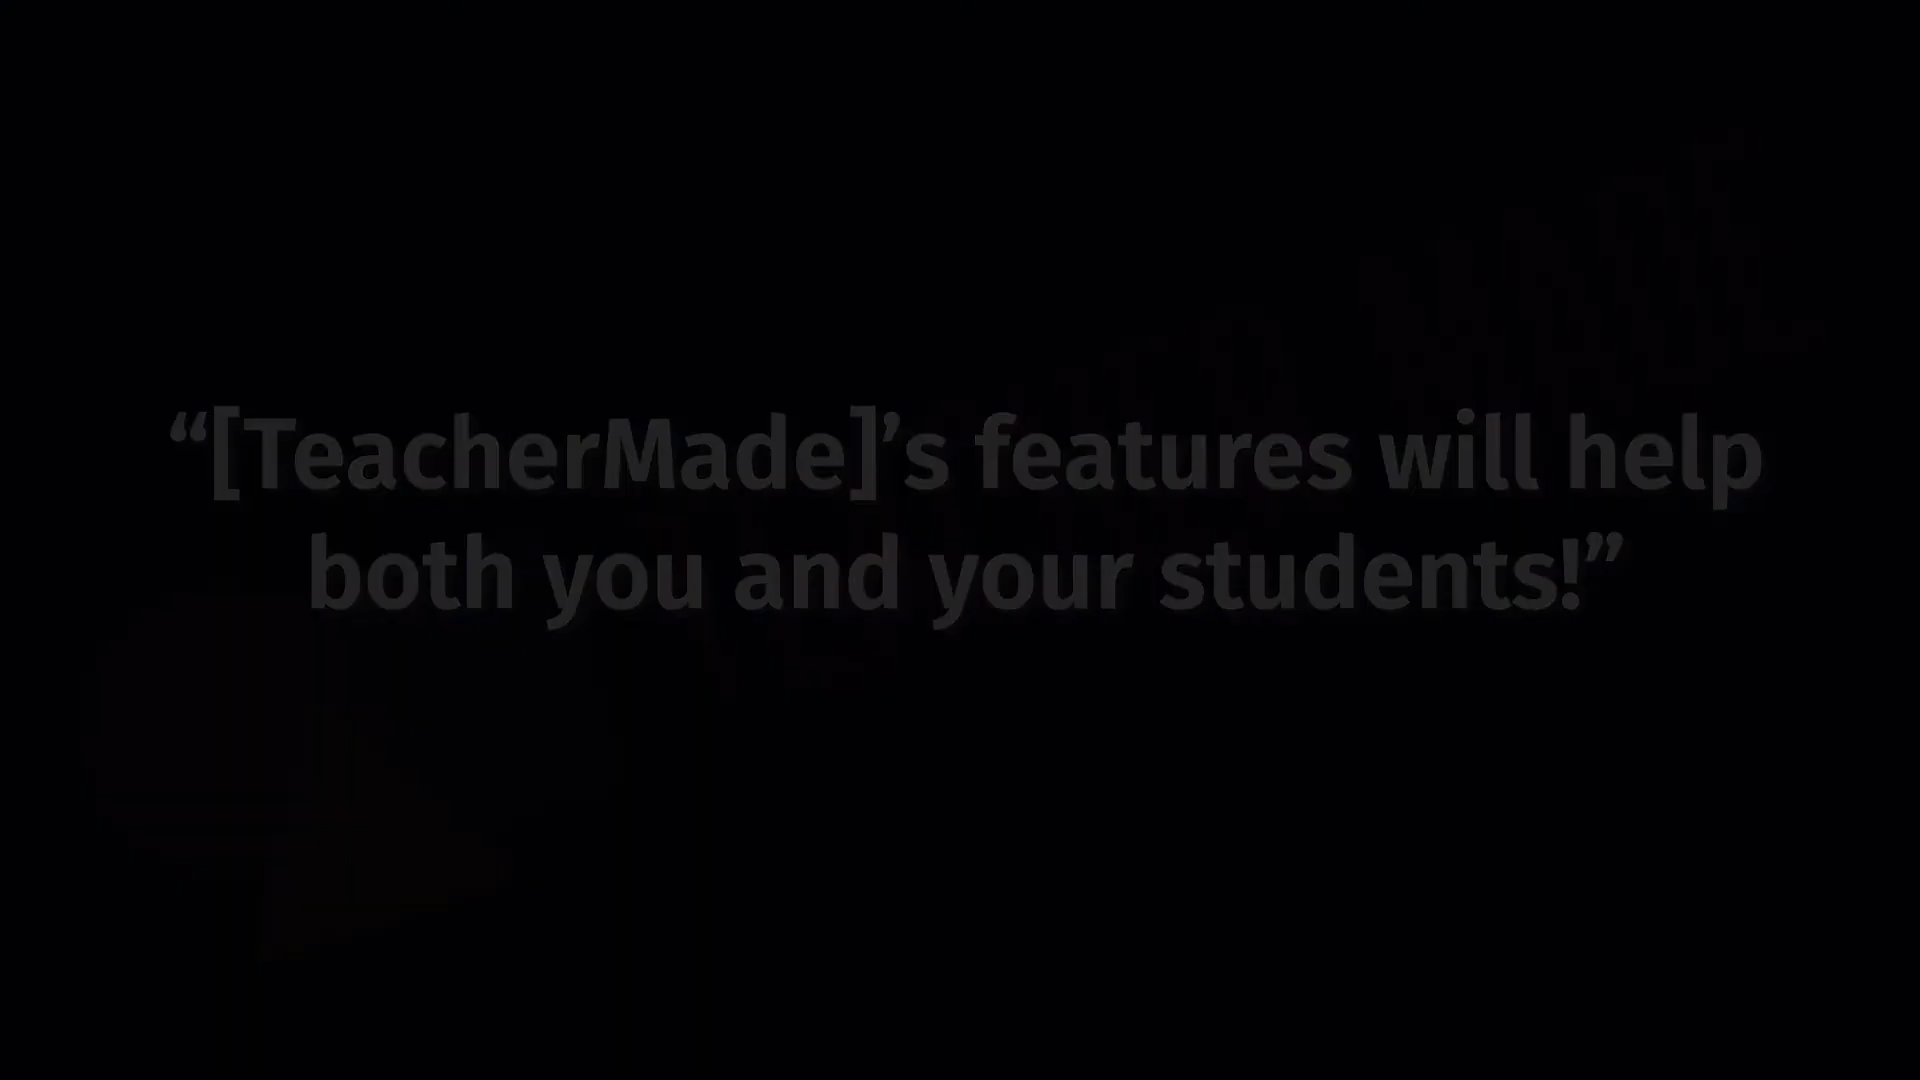 “[TeacherMade]’s features will help
both you and your students!”